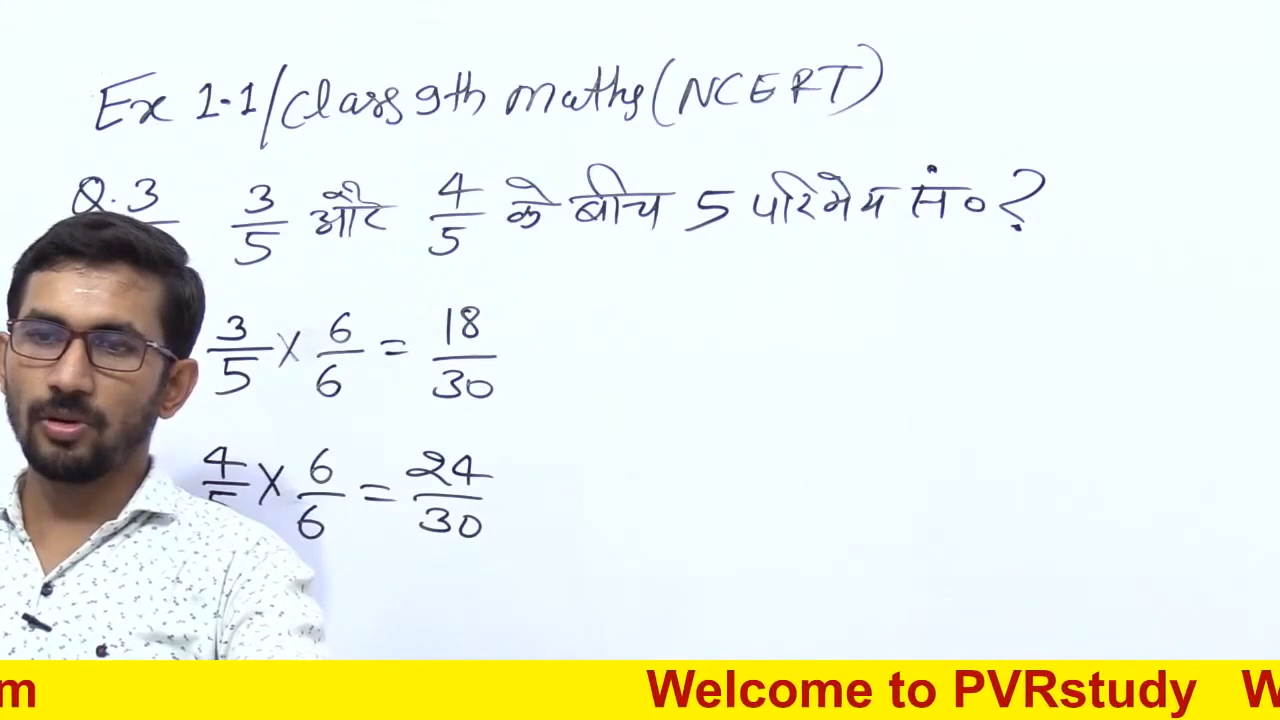 Ex 1.1/Class 9th maths (NCERT)
Q.3 3/5 और 4/5 के बीच 5 परिमेय सं० ?
3/5 × 6/6 = 18/30
4/5 × 6/6 = 24/30
m Welcome to PVRstudy W